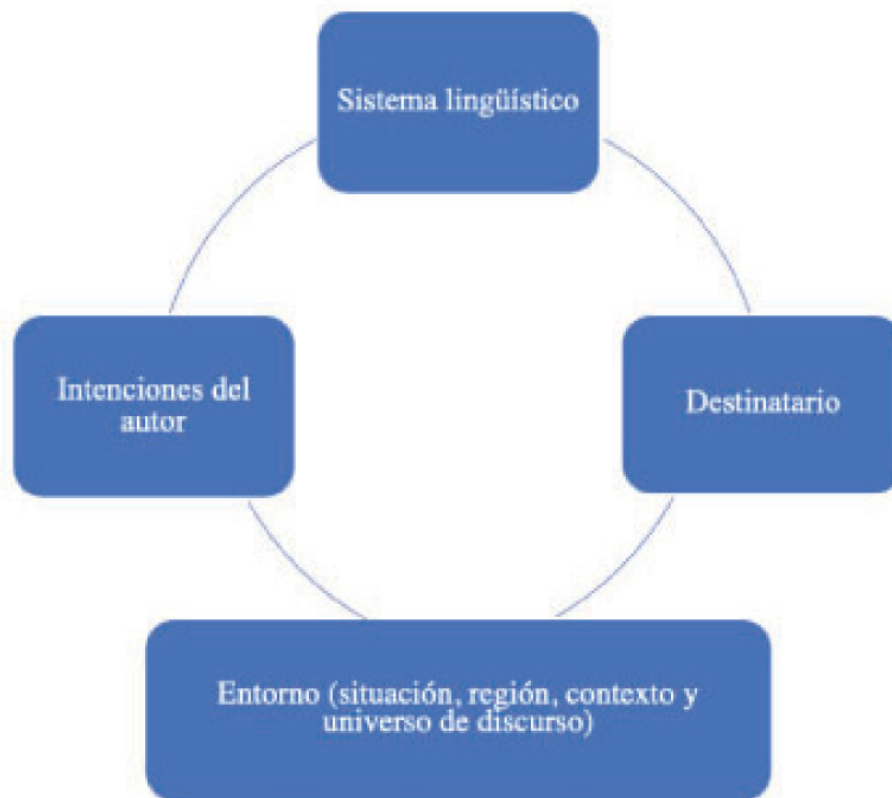 Sistema lingüístico
Intenciones del
autor
Destinatario
Entorno (situación, región, contexto y
universo de discurso)